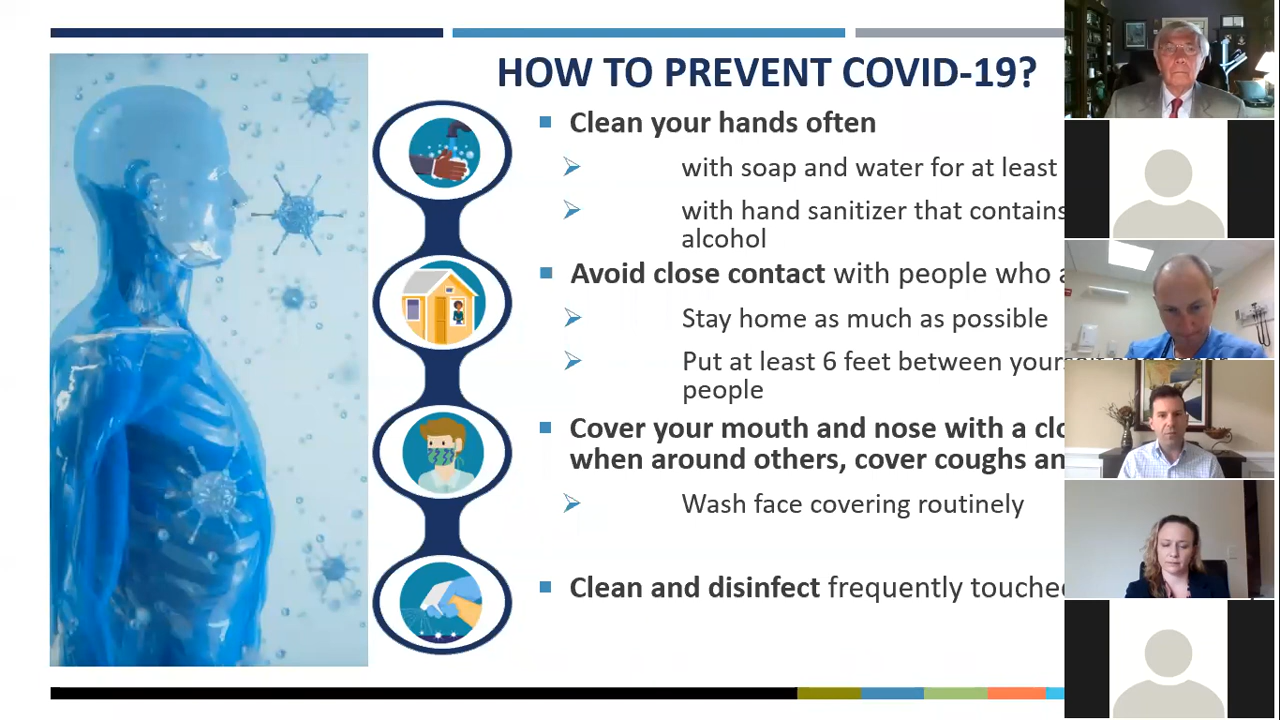 HOW TO PREVENT COVID-19?
Clean your hands often
with soap and water for at least
with hand sanitizer that contains
alcohol
Avoid close contact with people who
Stay home as much as possible
Put at least 6 feet between
people
Cover your mouth and nose with a
when around others, cover coughs
Wash face covering routinely
Clean and disinfect frequently